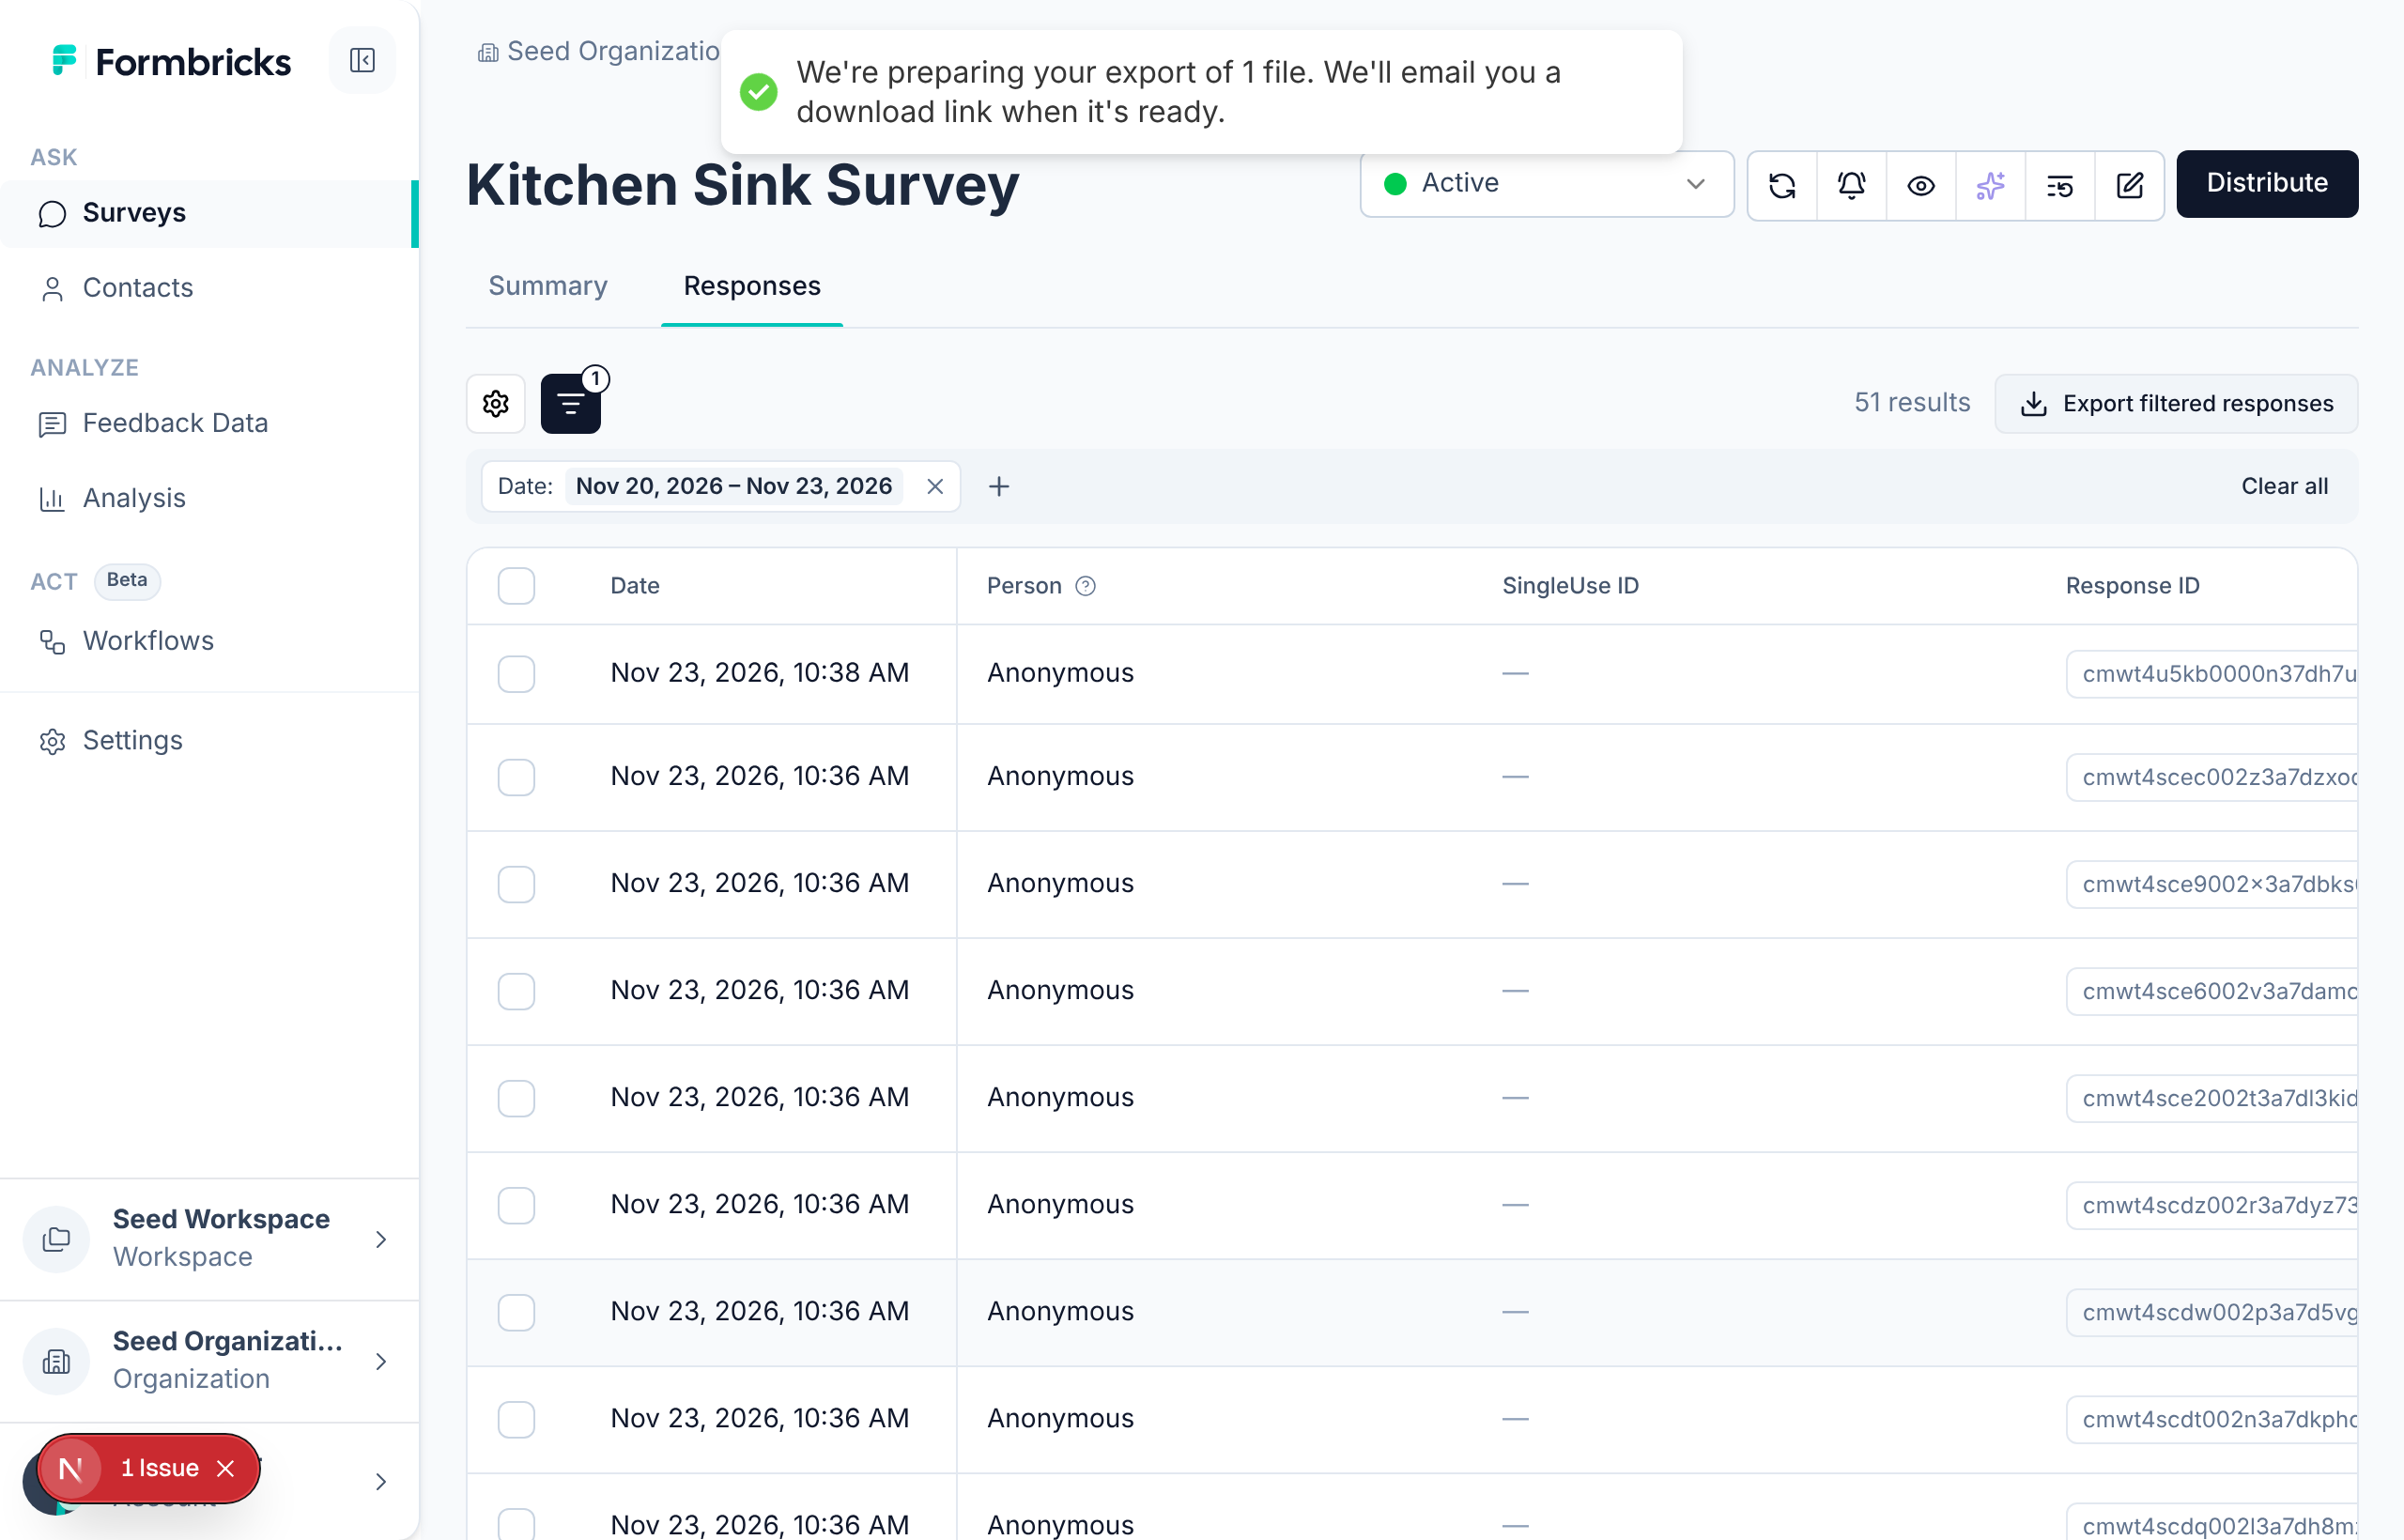 Formbricks
ASK
Surveys
Contacts
ANALYZE
Feedback Data
Analysis
ACT Beta
Workflows
Settings
Seed Workspace
Workspace
Seed Organizati...
Organization
1 Issue
Seed Organizatio
We're preparing your export of 1 file. We'll email you a
download link when it's ready.
Kitchen Sink Survey
Active
Distribute
Summary Responses
1
51 results
Export filtered responses
Date: Nov 20, 2026 – Nov 23, 2026
Clear all
Date Person SingleUse ID Response ID
Nov 23, 2026, 10:38 AM Anonymous — cmwt4u5kb0000n37dh7u
Nov 23, 2026, 10:36 AM Anonymous — cmwt4scec002z3a7dzxo
Nov 23, 2026, 10:36 AM Anonymous — cmwt4sce9002×3a7dbks
Nov 23, 2026, 10:36 AM Anonymous — cmwt4sce6002v3a7damc
Nov 23, 2026, 10:36 AM Anonymous — cmwt4sce2002t3a7dl3kid
Nov 23, 2026, 10:36 AM Anonymous — cmwt4scdz002r3a7dyz73
Nov 23, 2026, 10:36 AM Anonymous — cmwt4scdw002p3a7d5vg
Nov 23, 2026, 10:36 AM Anonymous — cmwt4scdt002n3a7dkph
Nov 23, 2026, 10:36 AM Anonymous — cmwt4scdq002l3a7dh8m